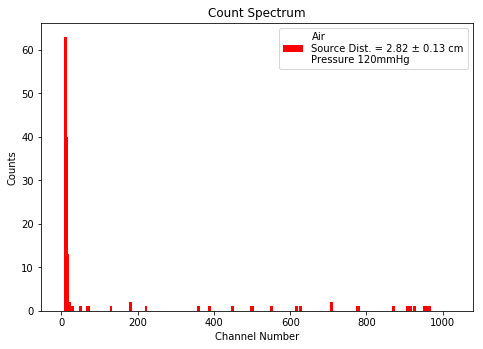 Count Spectrum
Air
Source Dist. = 2.82 ± 0.13 cm
Pressure 120mmHg
Counts
60
50
40
30
20
10
0
0 200 400 600 800 1000
Channel Number